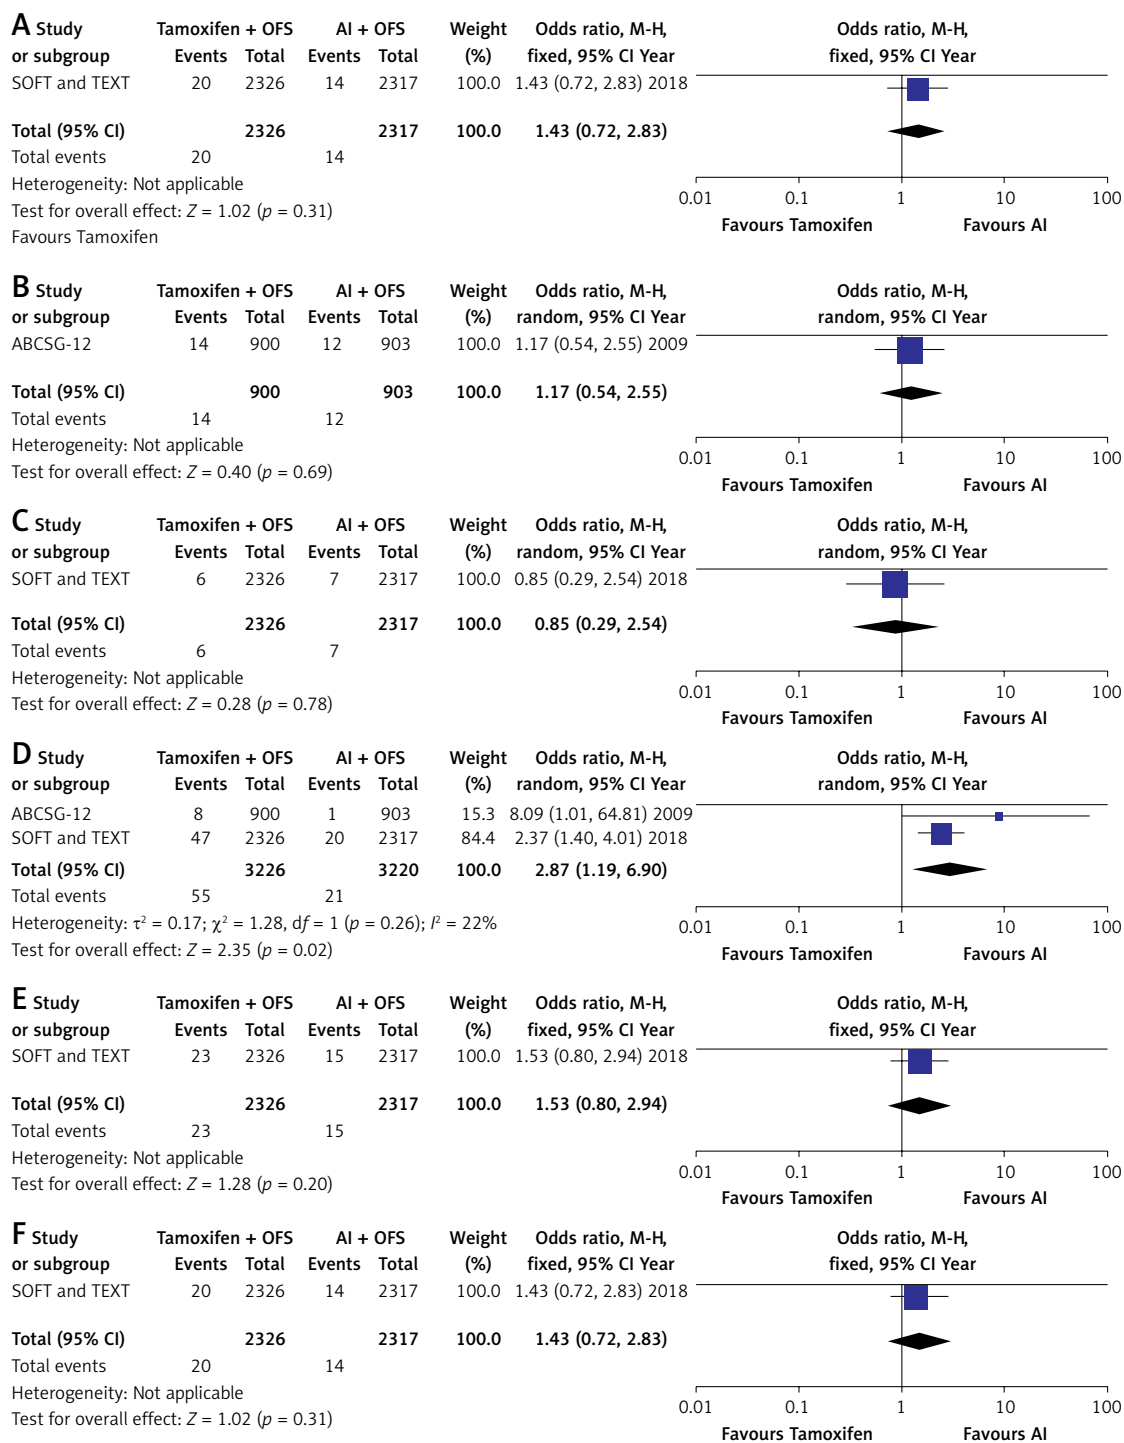 A Study Tamoxifen + OFS AI + OFS Weight Odds ratio, M-H, Odds ratio, M-H,
or subgroup Events Total Events Total (%) fixed, 95% CI Year fixed, 95% CI Year
SOFT and TEXT 20 2326 14 2317 100.0 1.43 (0.72, 2.83) 2018
Total (95% CI) 2326 2317 100.0 1.43 (0.72, 2.83)
Total events 20 14
Heterogeneity: Not applicable
0.01 0.1 1 10 100
Test for overall effect: Z = 1.02 (p = 0.31)
Favours Tamoxifen Favours AI
Favours Tamoxifen
B Study Tamoxifen + OFS AI + OFS Weight Odds ratio, M-H, Odds ratio, M-H,
or subgroup Events Total Events Total (%) random, 95% CI Year random, 95% CI Year
ABCSG-12 14 900 12 903 100.0 1.17 (0.54, 2.55) 2009
Total (95% CI) 900 903 100.0 1.17 (0.54, 2.55)
Total events 14 12
Heterogeneity: Not applicable
0.01 0.1 1 10 100
Test for overall effect: Z = 0.40 (p = 0.69)
Favours Tamoxifen Favours AI
C Study Tamoxifen + OFS AI + OFS Weight Odds ratio, M-H, Odds ratio, M-H,
or subgroup Events Total Events Total (%) random, 95% CI Year random, 95% CI Year
SOFT and TEXT 6 2326 7 2317 100.0 0.85 (0.29, 2.54) 2018
Total (95% CI) 2326 2317 100.0 0.85 (0.29, 2.54)
Total events 6 7
Heterogeneity: Not applicable
0.01 0.1 1 10 100
Test for overall effect: Z = 0.28 (p = 0.78)
Favours Tamoxifen Favours AI
D Study Tamoxifen + OFS AI + OFS Weight Odds ratio, M-H, Odds ratio, M-H,
or subgroup Events Total Events Total (%) random, 95% CI Year random, 95% CI Year
ABCSG-12 8 900 1 903 15.3 8.09 (1.01, 64.81) 2009
SOFT and TEXT 47 2326 20 2317 84.4 2.37 (1.40, 4.01) 2018
Total (95% CI) 3226 3220 100.0 2.87 (1.19, 6.90)
Total events 55 21
Heterogeneity: τ² = 0.17; χ² = 1.28, df = 1 (p = 0.26); I² = 22%
0.01 0.1 1 10 100
Test for overall effect: Z = 2.35 (p = 0.02)
Favours Tamoxifen Favours AI
E Study Tamoxifen + OFS AI + OFS Weight Odds ratio, M-H, Odds ratio, M-H,
or subgroup Events Total Events Total (%) fixed, 95% CI Year fixed, 95% CI Year
SOFT and TEXT 23 2326 15 2317 100.0 1.53 (0.80, 2.94) 2018
Total (95% CI) 2326 2317 100.0 1.53 (0.80, 2.94)
Total events 23 15
Heterogeneity: Not applicable
0.01 0.1 1 10 100
Test for overall effect: Z = 1.28 (p = 0.20)
Favours Tamoxifen Favours AI
F Study Tamoxifen + OFS AI + OFS Weight Odds ratio, M-H, Odds ratio, M-H,
or subgroup Events Total Events Total (%) fixed, 95% CI Year fixed, 95% CI Year
SOFT and TEXT 20 2326 14 2317 100.0 1.43 (0.72, 2.83) 2018
Total (95% CI) 2326 2317 100.0 1.43 (0.72, 2.83)
Total events 20 14
Heterogeneity: Not applicable
0.01 0.1 1 10 100
Test for overall effect: Z = 1.02 (p = 0.31)
Favours Tamoxifen Favours AI